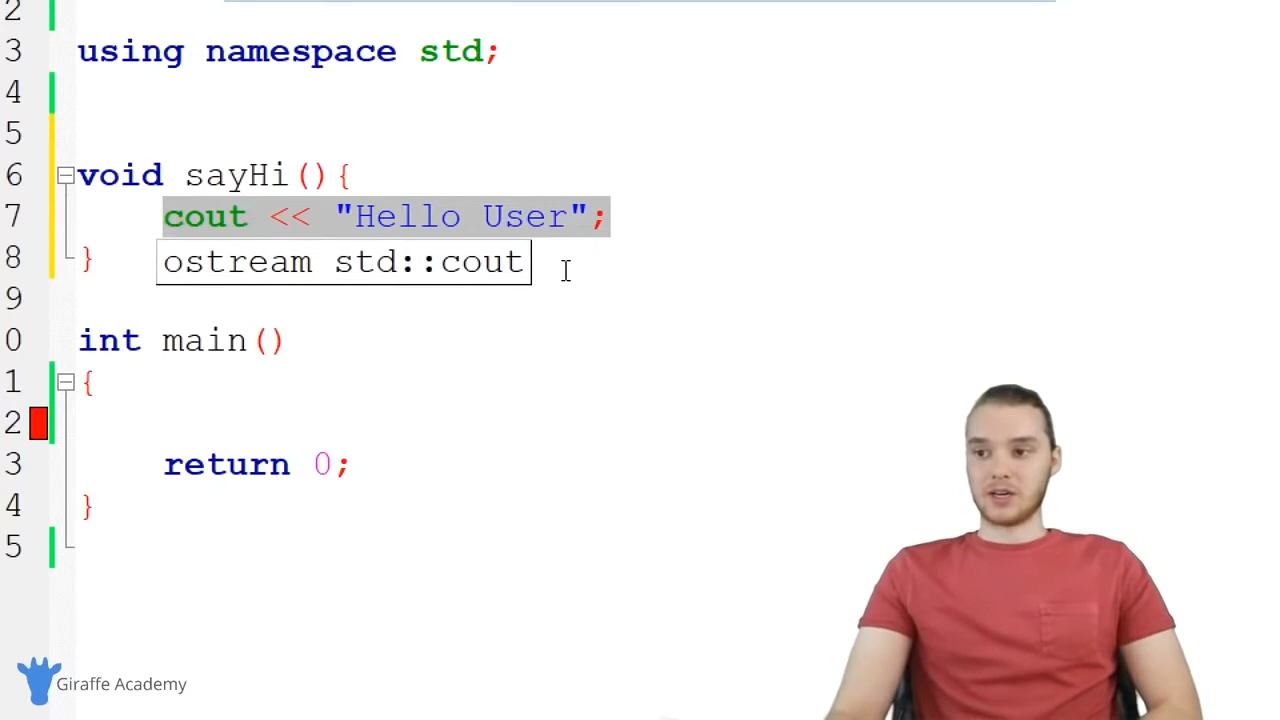 2
3 using namespace std;
4
5
6 void sayHi(){
7 cout << "Hello User";
8 }
ostream std::cout
9
0 int main()
1 {
2
3 return 0;
4 }
5
Giraffe Academy